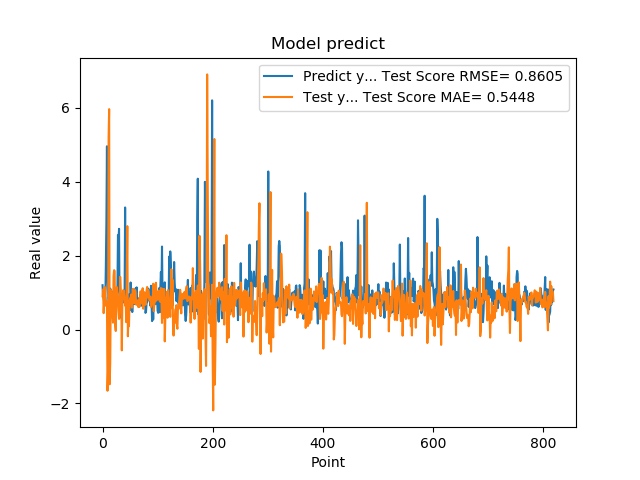 Model predict
Predict y... Test Score RMSE= 0.8605
Test y... Test Score MAE= 0.5448
Real value
6
4
2
0
−2
0 200 400 600 800
Point